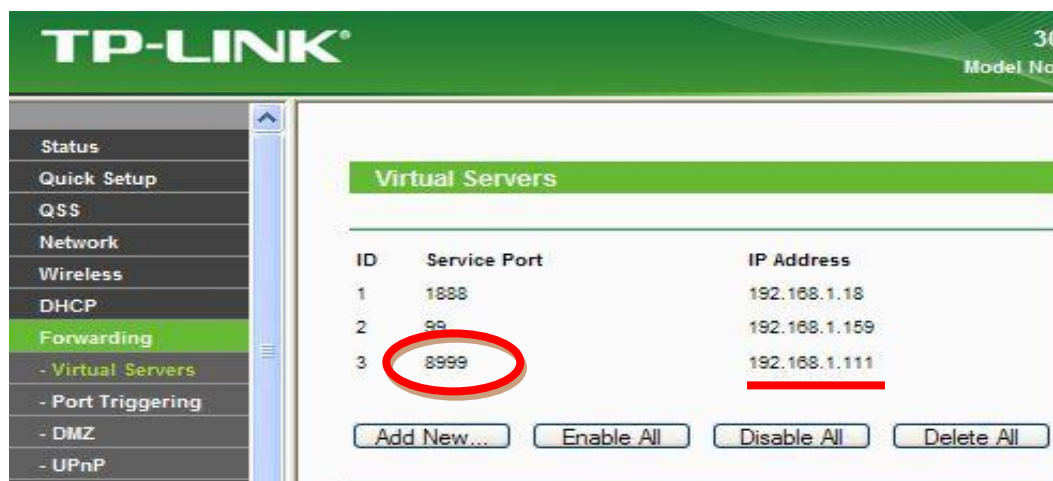 TP-LINK®
Model No
Status
Quick Setup
QSS
Network
Wireless
DHCP
Forwarding
- Virtual Servers
- Port Triggering
- DMZ
- UPnP
Virtual Servers
ID Service Port IP Address
1 1888 192.168.1.18
2 99 192.168.1.159
3 8999 192.168.1.111
Add New... Enable All Disable All Delete All